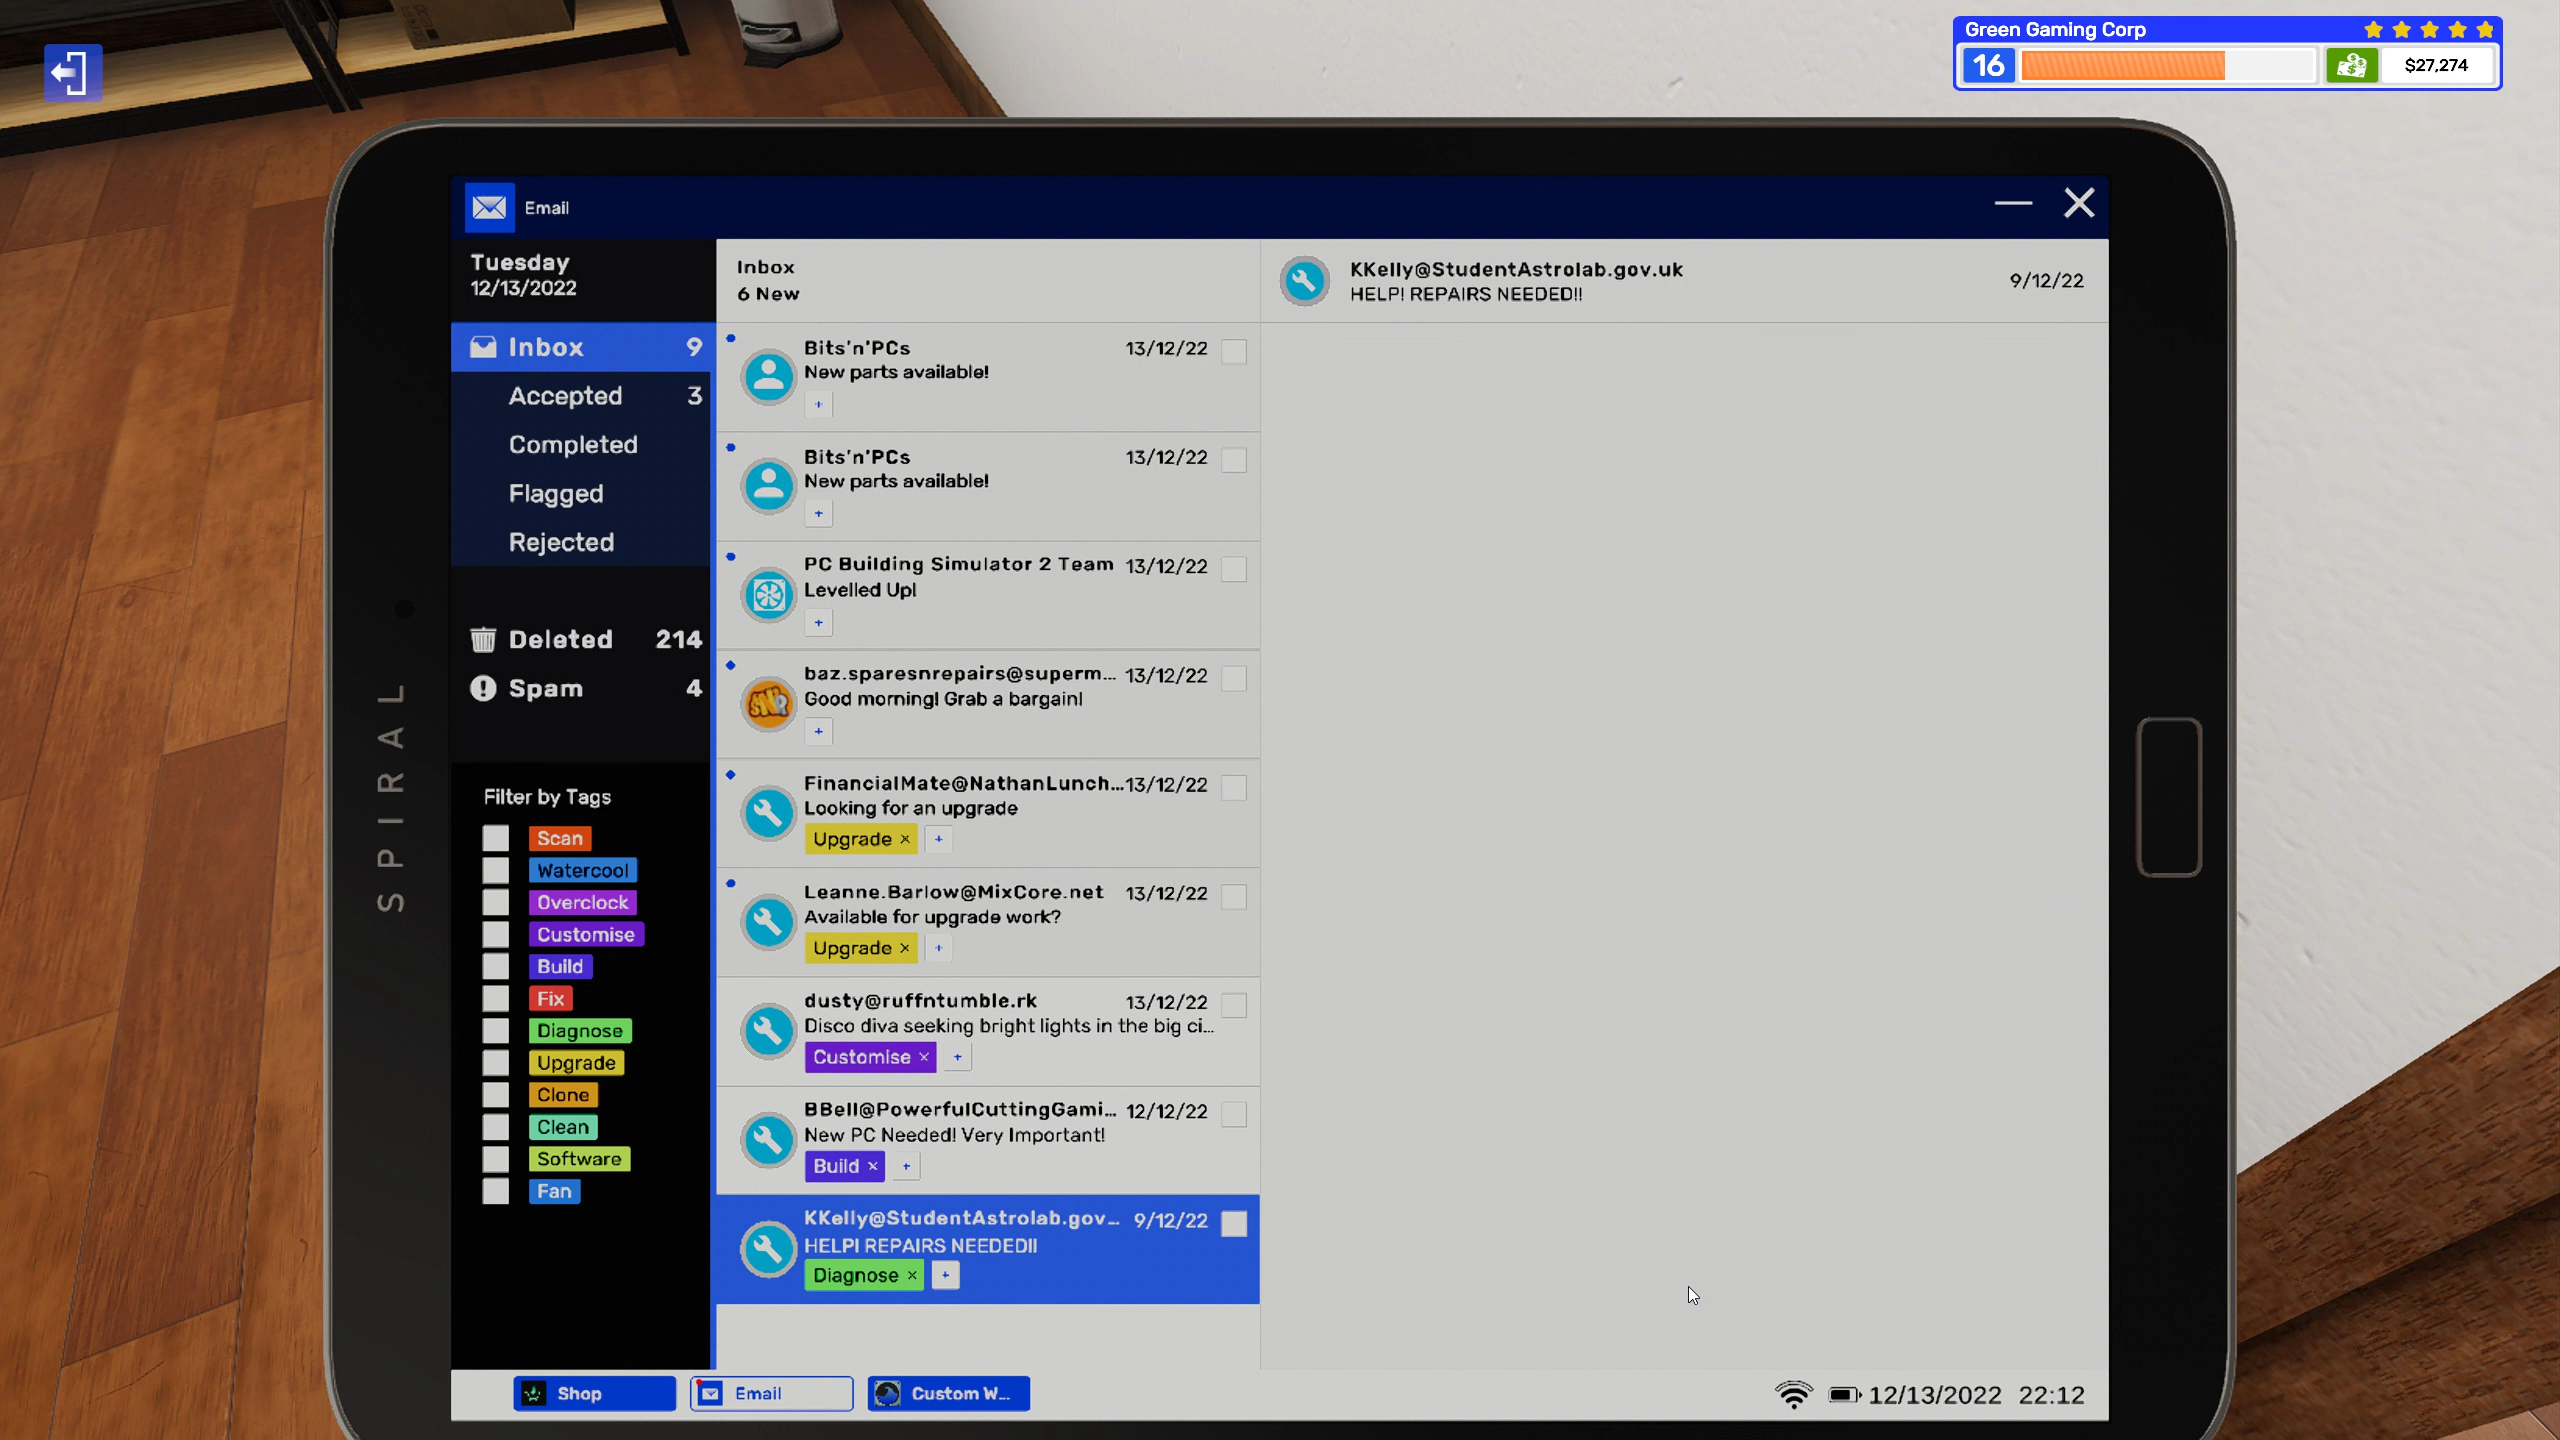 Green Gaming Corp
16
$27,274
Email
Tuesday
12/13/2022
Inbox 9
Accepted 3
Completed
Flagged
Rejected
Deleted 214
Spam 4
Filter by Tags
Scan
Watercool
Overclock
Customise
Build
Fix
Diagnose
Upgrade
Clone
Clean
Software
Fan
Inbox
6 New
Bits'n'PCs 13/12/22
New parts available!
+
Bits'n'PCs 13/12/22
New parts available!
+
PC Building Simulator 2 Team 13/12/22
Levelled Up!
+
SNR
baz.sparesnrepairs@superm... 13/12/22
Good morning! Grab a bargain!
+
FinancialMate@NathanLunch... 13/12/22
Looking for an upgrade
Upgrade × +
Leanne.Barlow@MixCore.net 13/12/22
Available for upgrade work?
Upgrade × +
dusty@ruffntumble.rk 13/12/22
Disco diva seeking bright lights in the big ci...
Customise × +
BBell@PowerfulCuttingGami... 12/12/22
New PC Needed! Very Important!
Build × +
KKelly@StudentAstrolab.gov... 9/12/22
HELP! REPAIRS NEEDED!!
Diagnose × +
KKelly@StudentAstrolab.gov.uk 9/12/22
HELP! REPAIRS NEEDED!!
SPIRAL
Shop
Email
Custom W...
12/13/2022 22:12